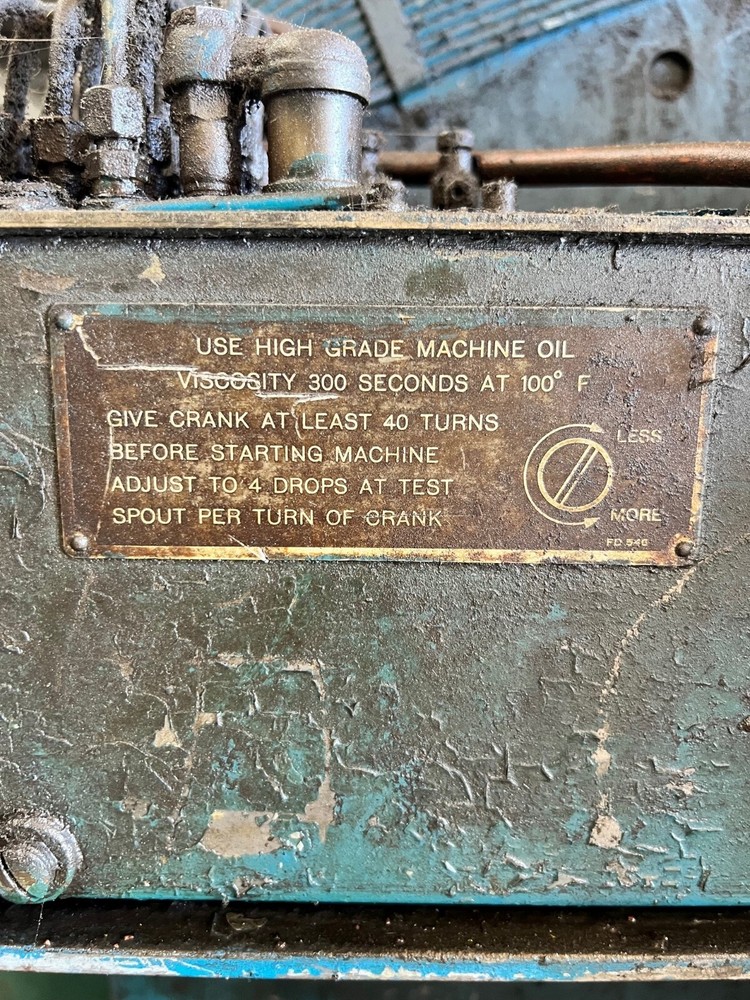 USE HIGH GRADE MACHINE OIL
VISCOSITY 300 SECONDS AT 100° F
GIVE CRANK AT LEAST 40 TURNS
BEFORE STARTING MACHINE
ADJUST TO 4 DROPS AT TEST
SPOUT PER TURN OF CRANK
LESS
MORE
FD 546